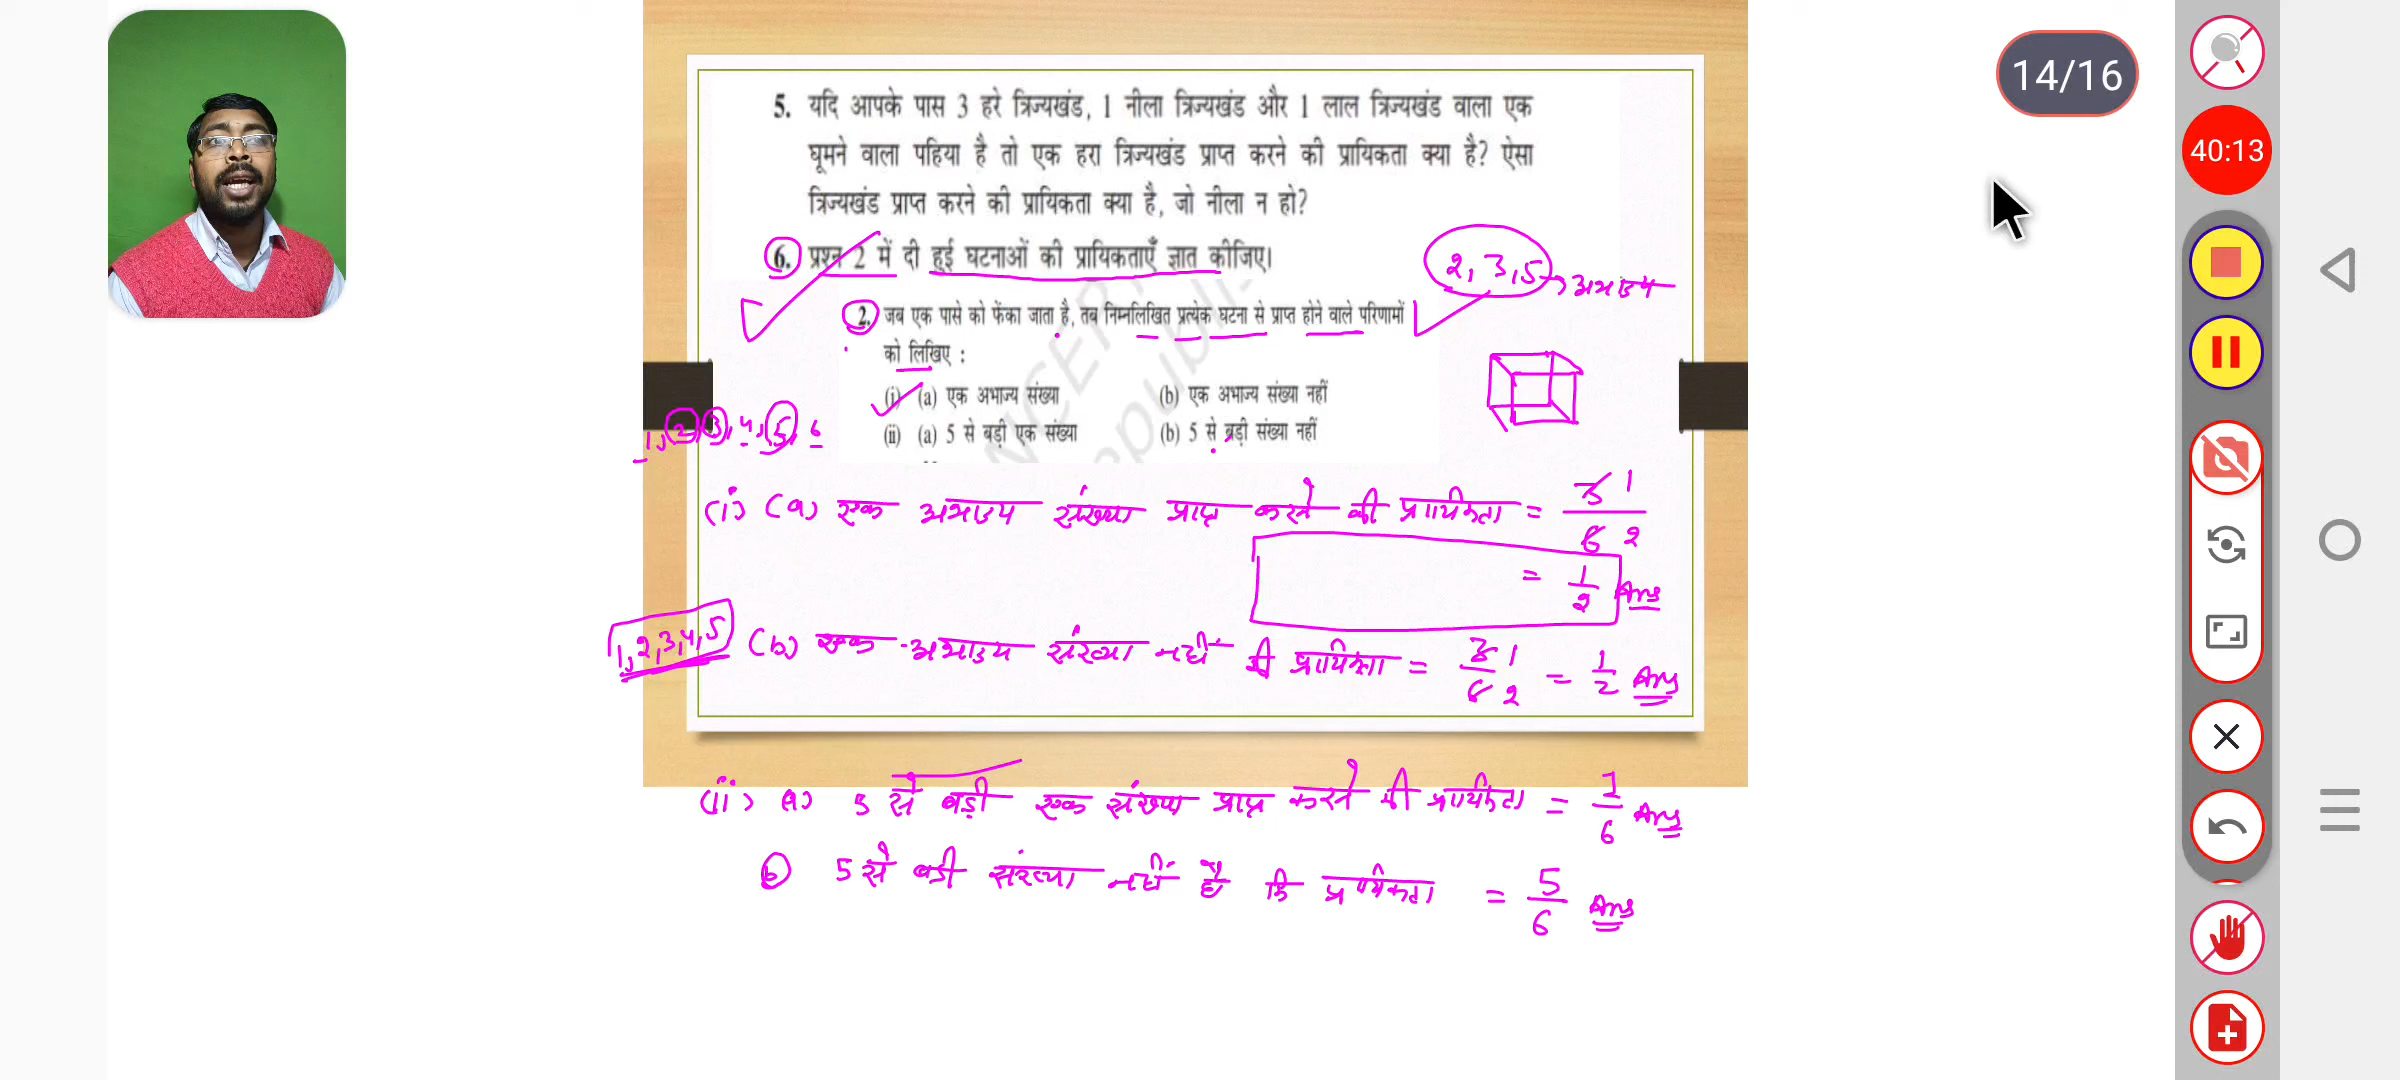 14/16
40:13
5. यदि आपके पास 3 हरे त्रिज्यखंड, 1 नीला त्रिज्यखंड और 1 लाल त्रिज्यखंड वाला एक
घूमने वाला पहिया है तो एक हरा त्रिज्यखंड प्राप्त करने की प्रायिकता क्या है? ऐसा
त्रिज्यखंड प्राप्त करने की प्रायिकता क्या है, जो नीला न हो?
6. प्रश्न 2 में दी हुई घटनाओं की प्रायिकताएँ ज्ञात कीजिए।
2, 3, 5 → अभाज्य
2. जब एक पासे को फेंका जाता है, तब निम्नलिखित प्रत्येक घटना से प्राप्त होने वाले परिणामों
को लिखिए :
(i) (a) एक अभाज्य संख्या (b) एक अभाज्य संख्या नहीं
1, 2, 3, 4, 5, 6
(ii) (a) 5 से बड़ी एक संख्या (b) 5 से बड़ी संख्या नहीं
(i) (a) एक अभाज्य संख्या प्राप्त करने की प्रायिकता = 3/6 1 2
= 1/2 Ans
1, 2, 3, 4, 5
(b) एक अभाज्य संख्या नहीं की प्रायिकता = 3/6 1 2 = 1/2 Ans
(ii) (a) 5 से बड़ी एक संख्या प्राप्त करने की प्रायिकता = 1/6 Ans
(b) 5 से बड़ी संख्या नहीं है कि प्रायिकता = 5/6 Ans